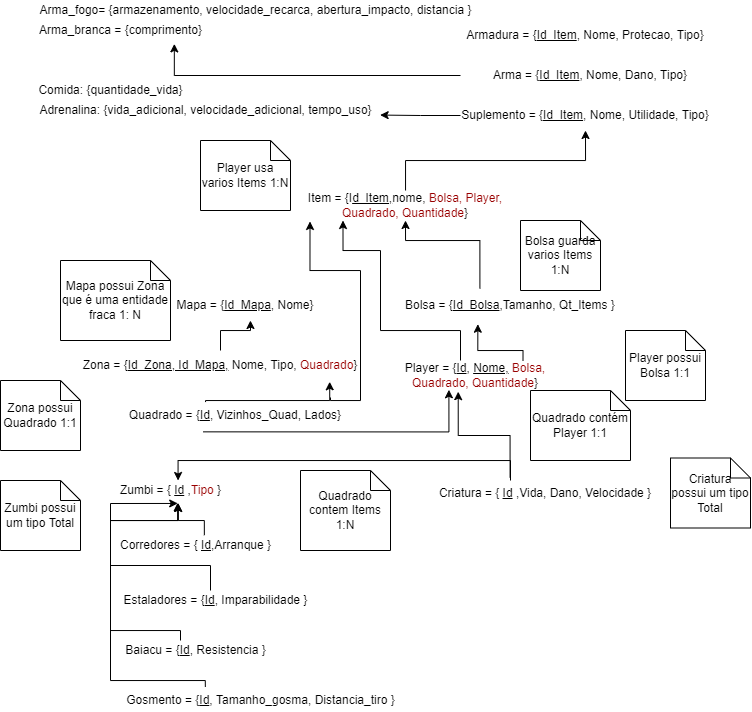 Arma_fogo= {armazenamento, velocidade_recarca, abertura_impacto, distancia }
Arma_branca = {comprimento}
Armadura = {Id_Item, Nome, Protecao, Tipo}
Arma = {Id_Item, Nome, Dano, Tipo}
Comida: {quantidade_vida}
Adrenalina: {vida_adicional, velocidade_adicional, tempo_uso}
Suplemento = {Id_Item, Nome, Utilidade, Tipo}
Player usa
varios Items 1:N
Item = {Id_Item,nome, Bolsa, Player,
Quadrado, Quantidade}
Bolsa guarda
varios Items
1:N
Mapa possui Zona
que é uma entidade
fraca 1: N
Mapa = {Id_Mapa, Nome}
Bolsa = {Id_Bolsa,Tamanho, Qt_Items }
Zona = {Id_Zona, Id_Mapa, Nome, Tipo, Quadrado}
Player = {Id, Nome, Bolsa,
Quadrado, Quantidade}
Player possui
Bolsa 1:1
Zona possui
Quadrado 1:1
Quadrado = {Id, Vizinhos_Quad, Lados}
Quadrado contém
Player 1:1
Zumbi possui
um tipo Total
Zumbi = { Id ,Tipo }
Quadrado
contem Items
1:N
Criatura = { Id ,Vida, Dano, Velocidade }
Criatura
possui um tipo
Total
Corredores = { Id,Arranque }
Estaladores = {Id, Imparabilidade }
Baiacu = {Id, Resistencia }
Gosmento = {Id, Tamanho_gosma, Distancia_tiro }